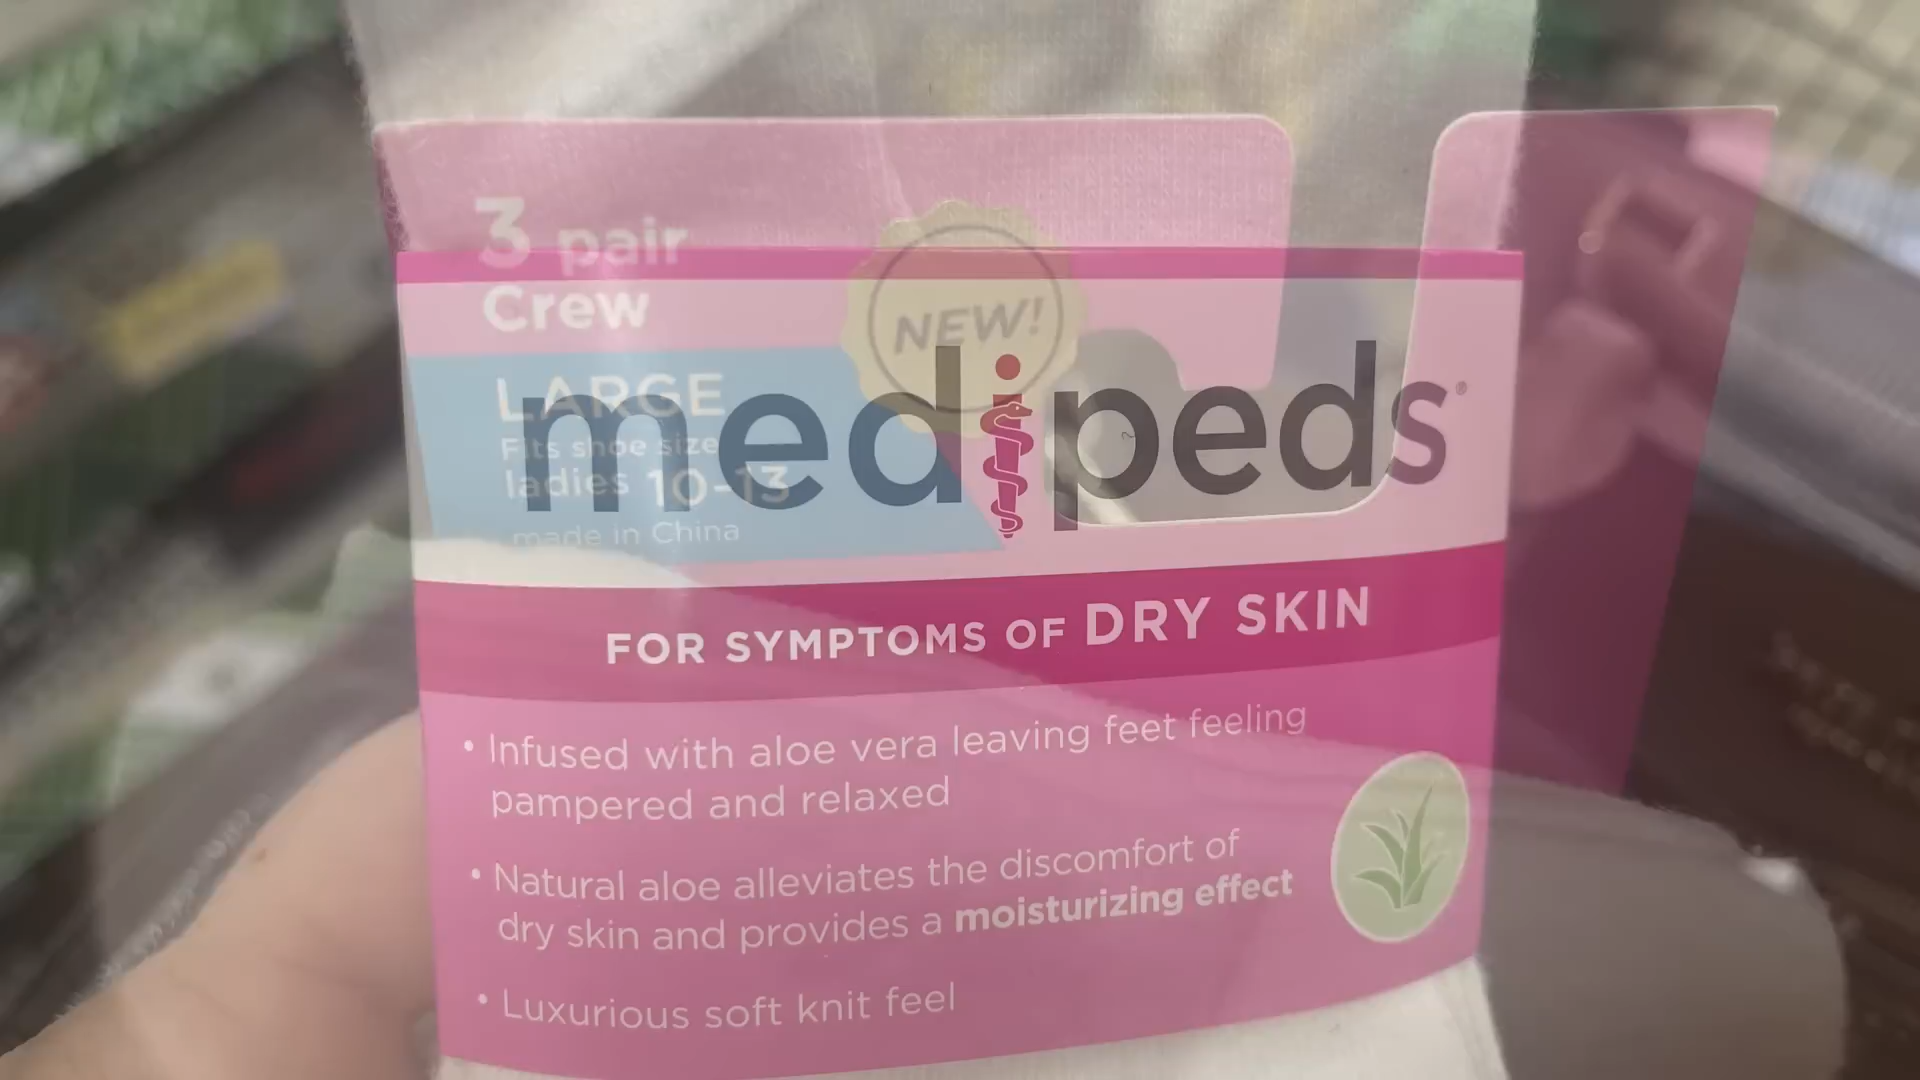 3 pair
Crew
NEW!
LARGE
Fits shoe size
ladies 10-13
made in China
medipeds®
FOR SYMPTOMS OF DRY SKIN
• Infused with aloe vera leaving feet feeling
pampered and relaxed
• Natural aloe alleviates the discomfort of
dry skin and provides a moisturizing effect
• Luxurious soft knit feel